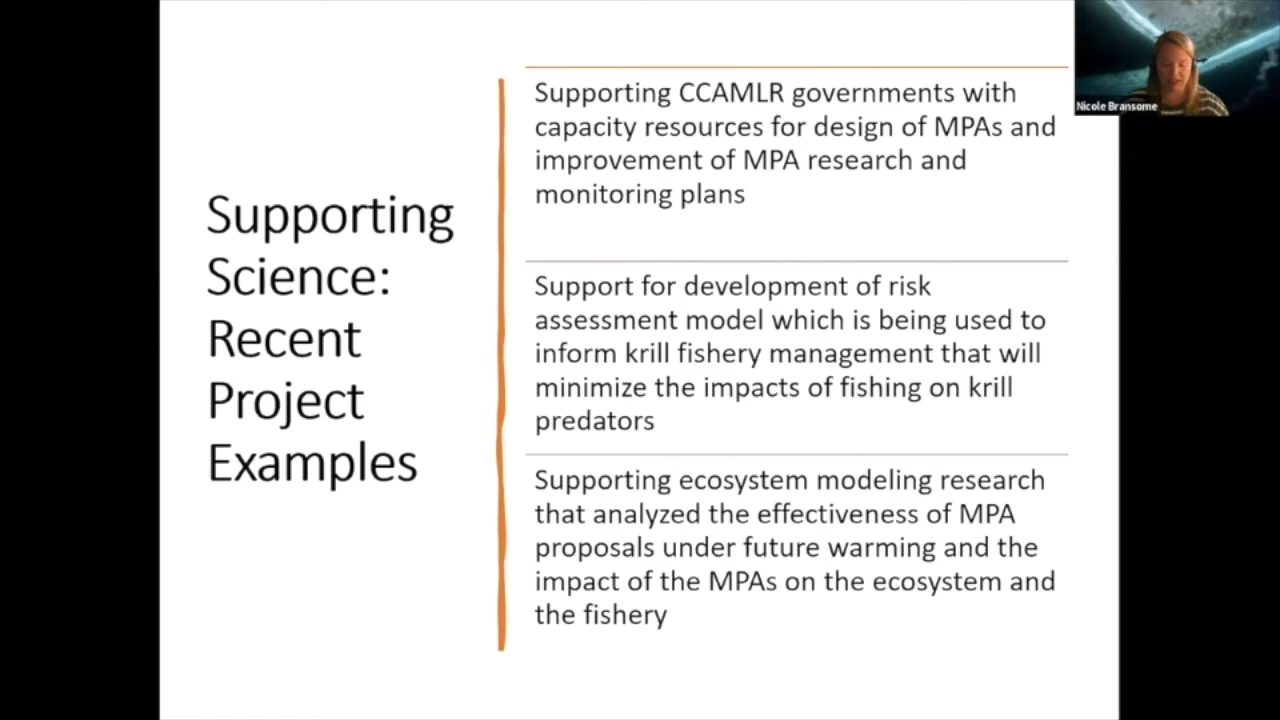 Supporting
Science:
Recent
Project
Examples
Supporting CCAMLR governments with
capacity resources for design of MPAs and
improvement of MPA research and
monitoring plans
Support for development of risk
assessment model which is being used to
inform krill fishery management that will
minimize the impacts of fishing on krill
predators
Supporting ecosystem modeling research
that analyzed the effectiveness of MPA
proposals under future warming and the
impact of the MPAs on the ecosystem and
the fishery
Nicole Bransome